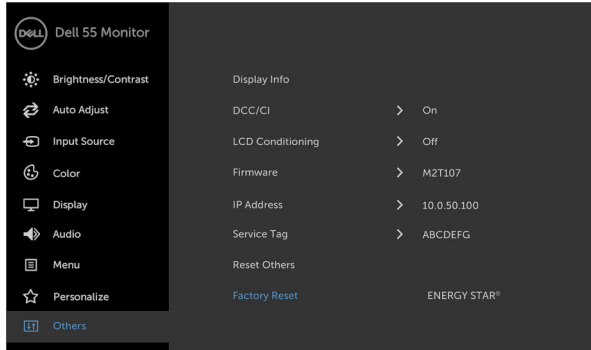 DELL Dell 55 Monitor
Brightness/Contrast
Auto Adjust
Input Source
Color
Display
Audio
Menu
Personalize
Others
Display Info
DCC/CI On
LCD Conditioning Off
Firmware M2T107
IP Address 10.0.50.100
Service Tag ABCDEFG
Reset Others
Factory Reset ENERGY STAR®